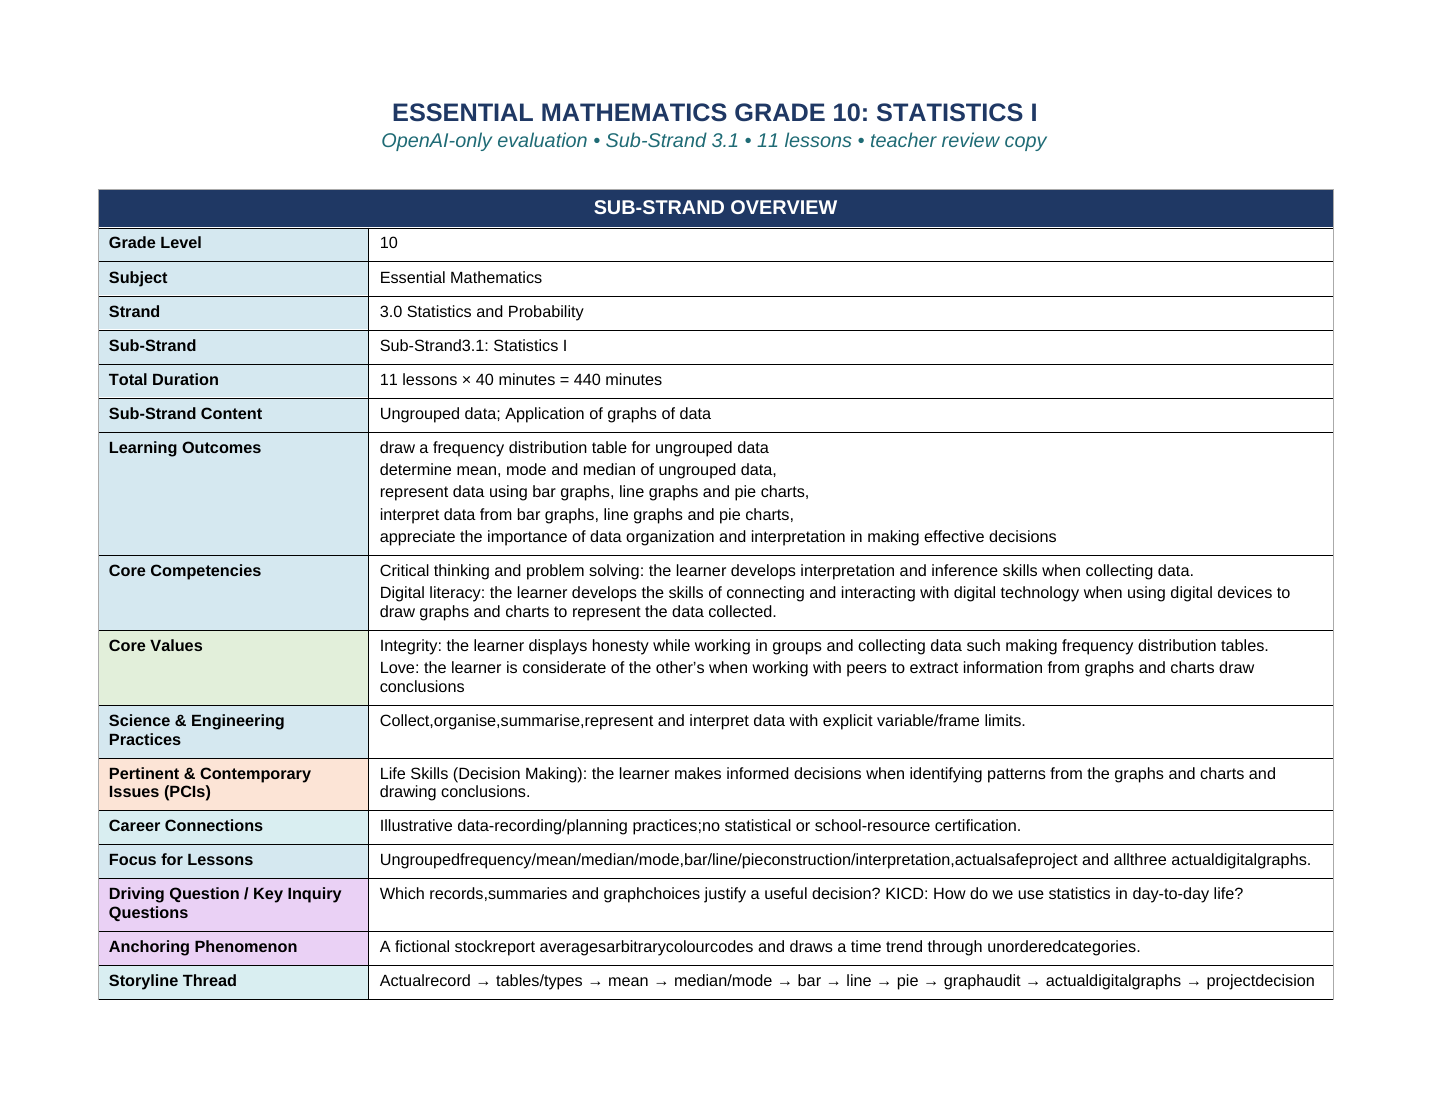 ESSENTIAL MATHEMATICS GRADE 10: STATISTICS I
OpenAI-only evaluation • Sub-Strand 3.1 • 11 lessons • teacher review copy
SUB-STRAND OVERVIEW
Grade Level
10
Subject
Essential Mathematics
Strand
3.0 Statistics and Probability
Sub-Strand
Sub-Strand3.1: Statistics I
Total Duration
11 lessons × 40 minutes = 440 minutes
Sub-Strand Content
Ungrouped data; Application of graphs of data
Learning Outcomes
draw a frequency distribution table for ungrouped data
determine mean, mode and median of ungrouped data,
represent data using bar graphs, line graphs and pie charts,
interpret data from bar graphs, line graphs and pie charts,
appreciate the importance of data organization and interpretation in making effective decisions
Core Competencies
Critical thinking and problem solving: the learner develops interpretation and inference skills when collecting data.
Digital literacy: the learner develops the skills of connecting and interacting with digital technology when using digital devices to
draw graphs and charts to represent the data collected.
Core Values
Integrity: the learner displays honesty while working in groups and collecting data such making frequency distribution tables.
Love: the learner is considerate of the other's when working with peers to extract information from graphs and charts draw
conclusions
Science & Engineering
Practices
Collect,organise,summarise,represent and interpret data with explicit variable/frame limits.
Pertinent & Contemporary
Issues (PCIs)
Life Skills (Decision Making): the learner makes informed decisions when identifying patterns from the graphs and charts and
drawing conclusions.
Career Connections
Illustrative data-recording/planning practices;no statistical or school-resource certification.
Focus for Lessons
Ungroupedfrequency/mean/median/mode,bar/line/pieconstruction/interpretation,actualsafeproject and allthree actualdigitalgraphs.
Driving Question / Key Inquiry
Questions
Which records,summaries and graphchoices justify a useful decision? KICD: How do we use statistics in day-to-day life?
Anchoring Phenomenon
A fictional stockreport averagesarbitrarycolourcodes and draws a time trend through unorderedcategories.
Storyline Thread
Actualrecord → tables/types → mean → median/mode → bar → line → pie → graphaudit → actualdigitalgraphs → projectdecision